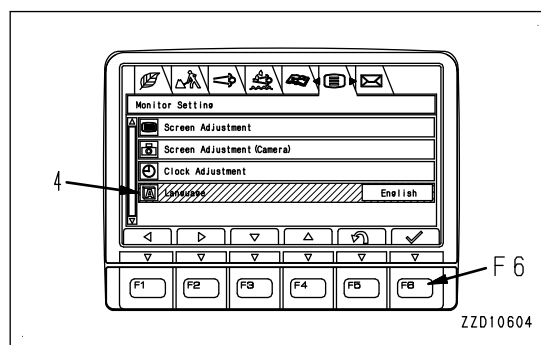 Monitor Setting
Screen Adjustment
Screen Adjustment(Camera)
Clock Adjustment
4
Language
English
F1
F2
F3
F4
F5
F6
F6
ZZD10604